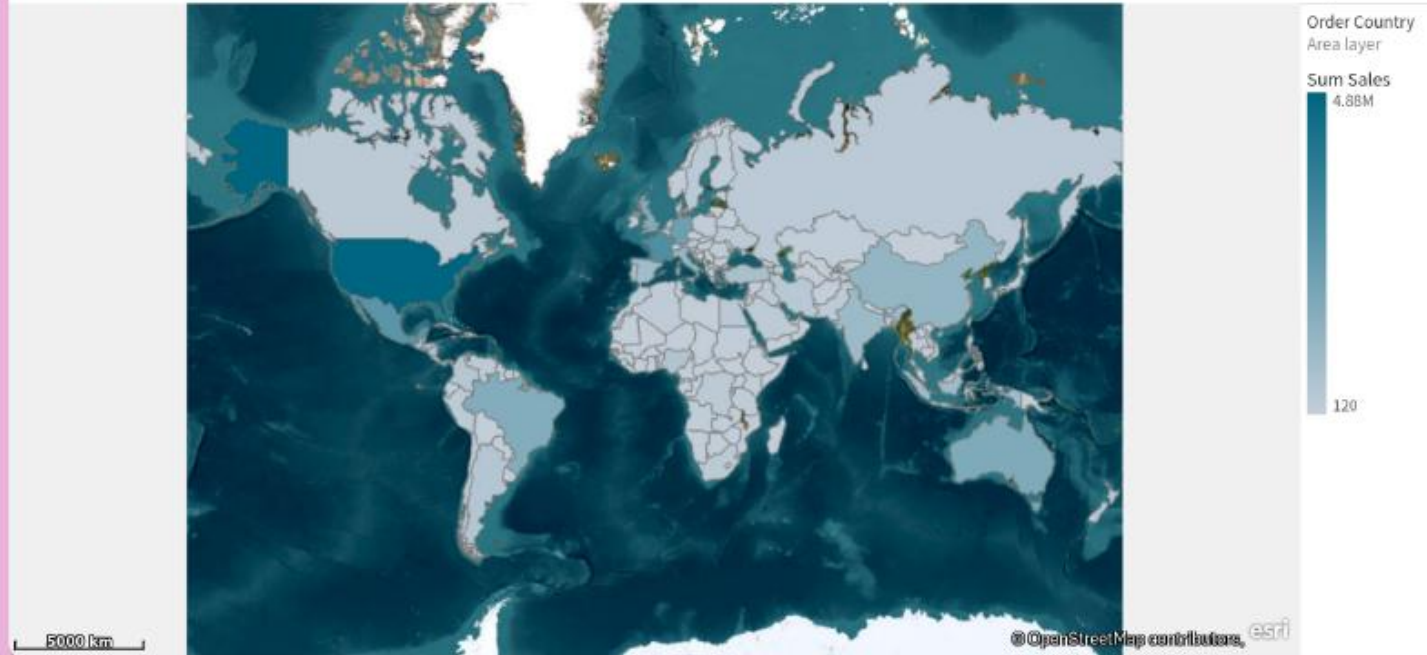 Order Country
Area layer
Sum Sales
4.88M
120
5000 km
© OpenStreetMap contributors,
esri